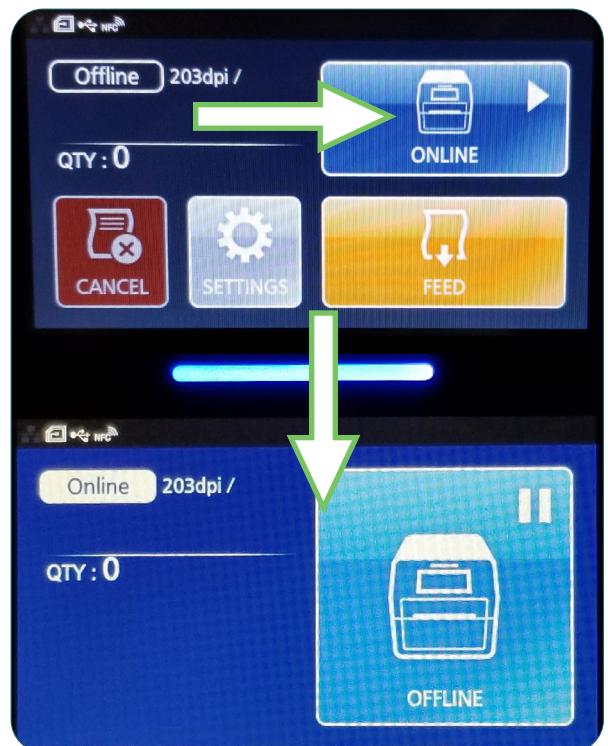 NFC
Offline 203dpi /
ONLINE
QTY : 0
CANCEL SETTINGS FEED
NFC
Online 203dpi /
QTY : 0
OFFLINE